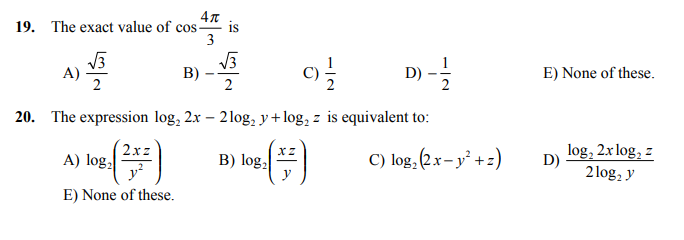 19. The exact value of cos 4π/3 is
A) √3/2 B) −√3/2 C) 1/2 D) −1/2 E) None of these.
20. The expression log₂ 2x − 2log₂ y + log₂ z is equivalent to:
A) log₂(2xz/y²) B) log₂(xz/y) C) log₂(2x − y² + z) D) log₂ 2x log₂ z / 2log₂ y
E) None of these.